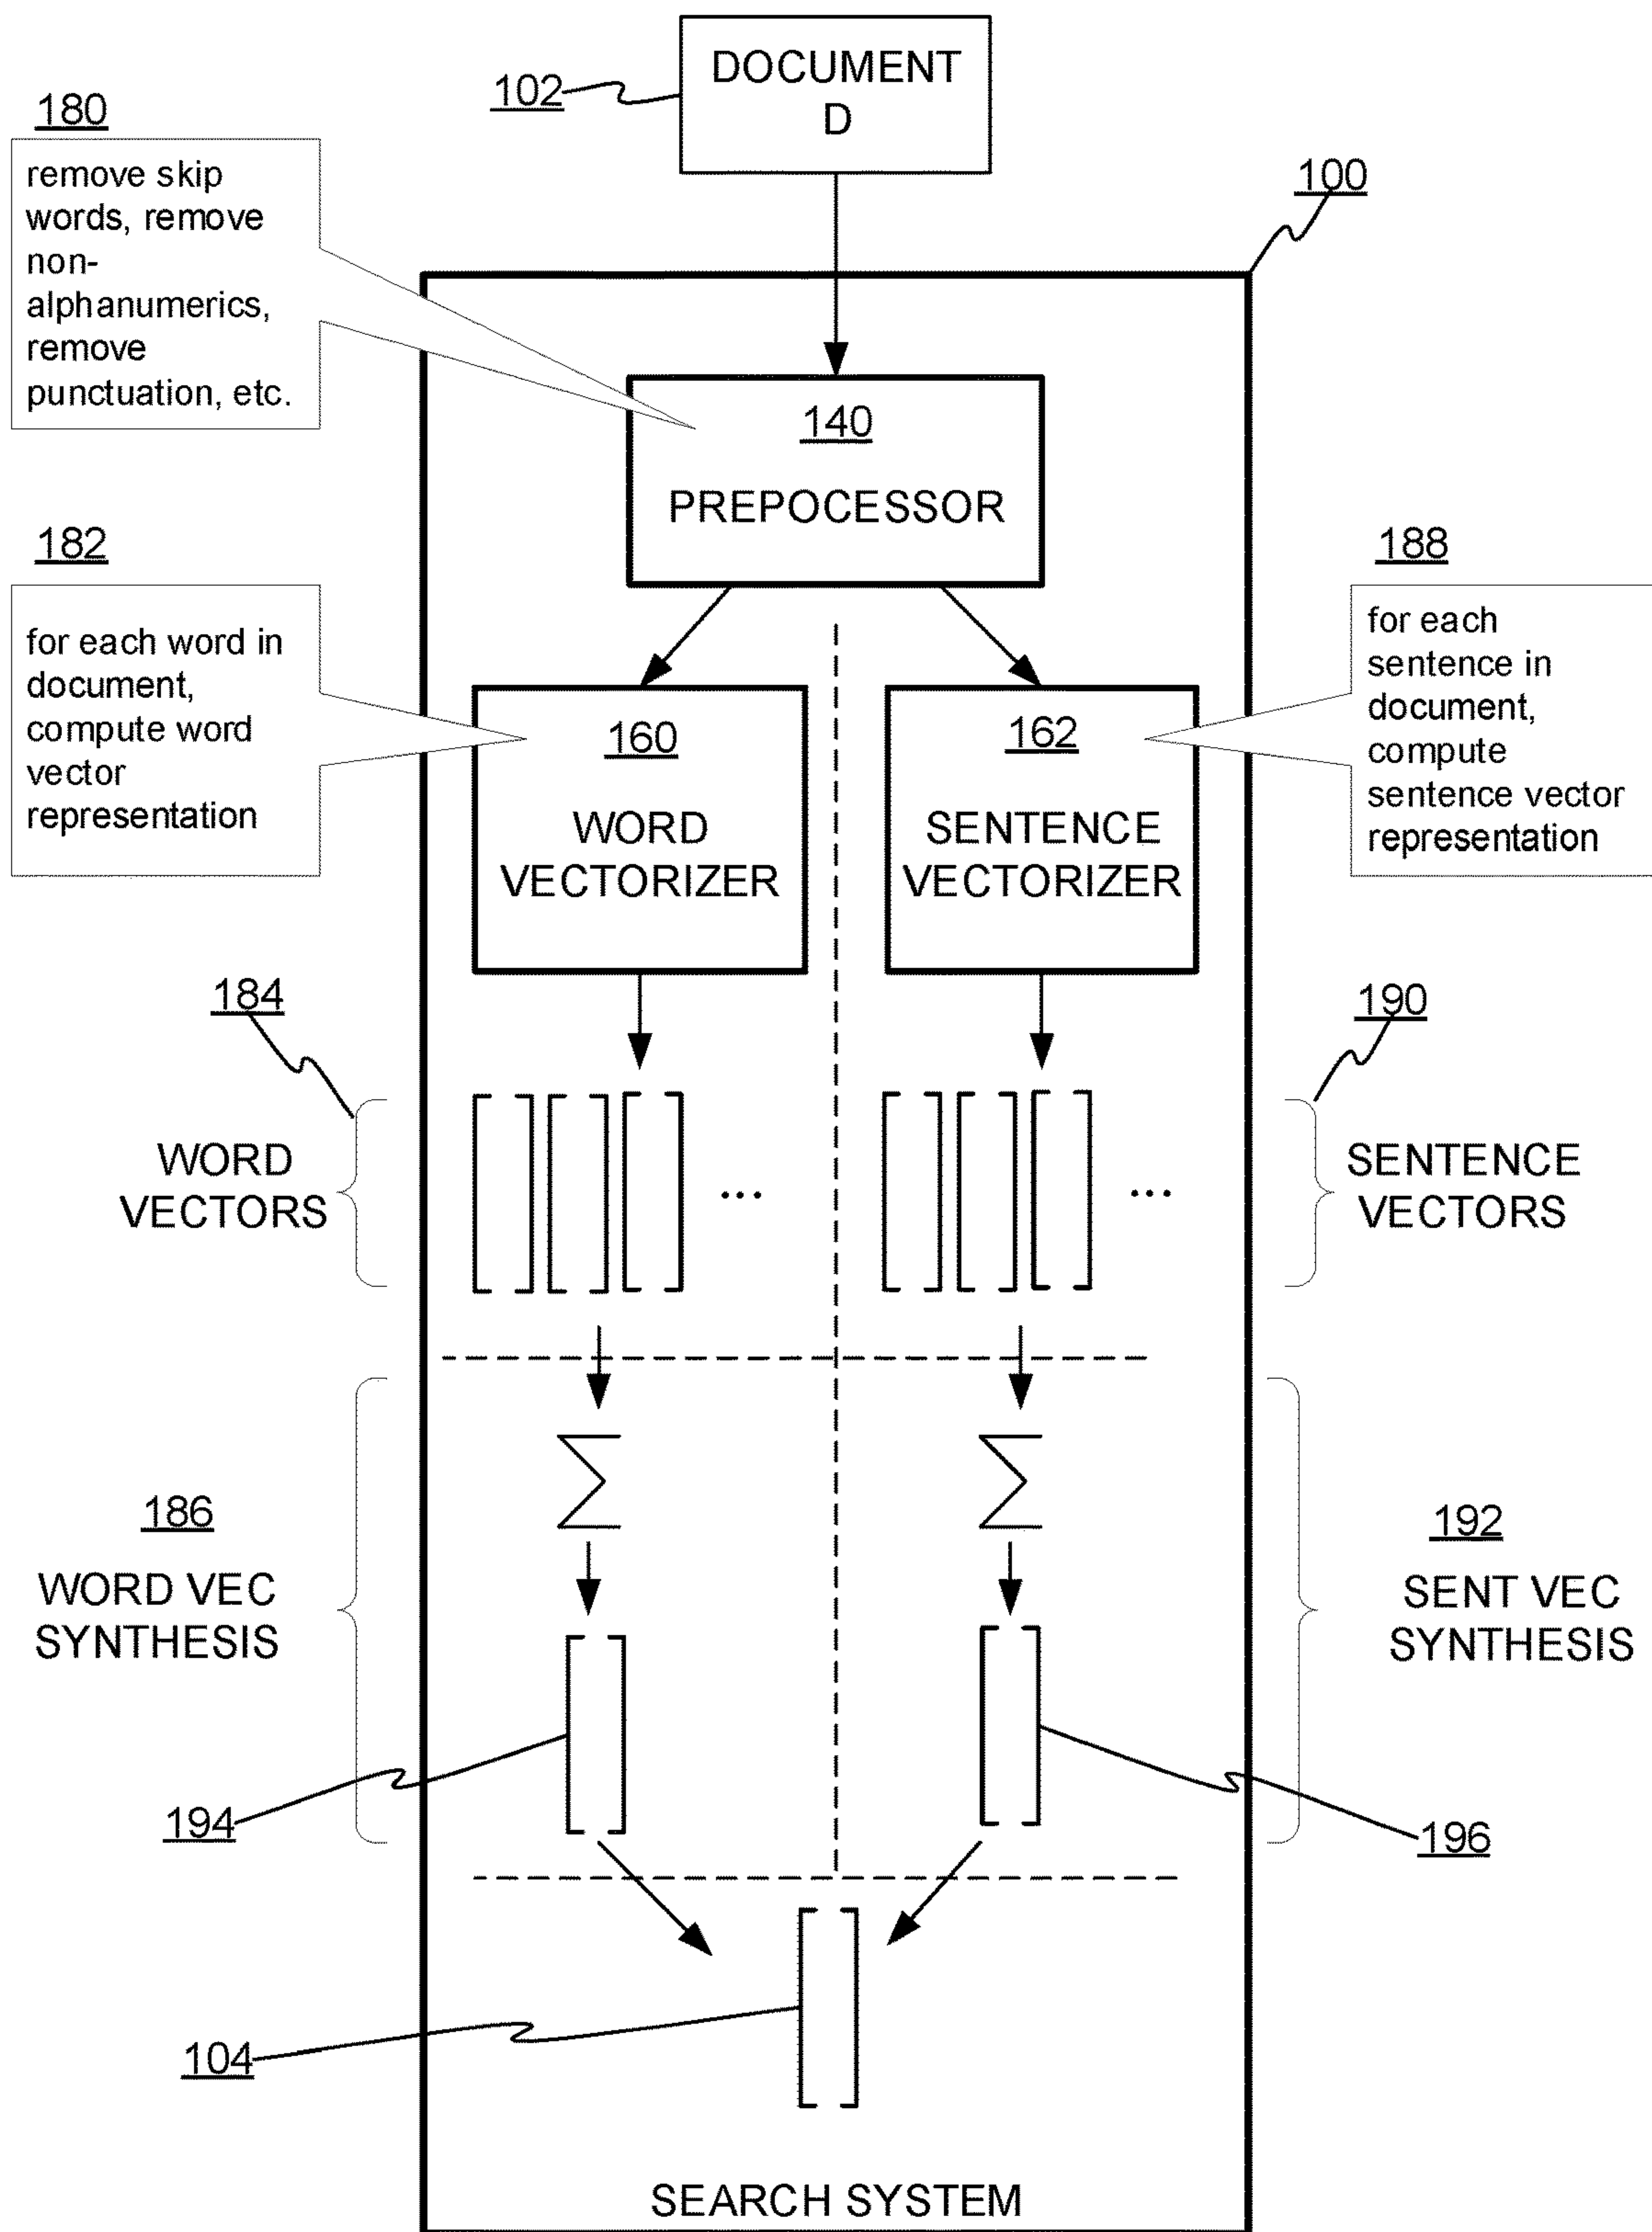 DOCUMENT
D
102
180
remove skip
words, remove
non-
alphanumerics,
remove
punctuation, etc.
100
140
PREPOCESSOR
182
for each word in
document,
compute word
vector
representation
188
for each
sentence in
document,
compute
sentence vector
representation
160
WORD
VECTORIZER
162
SENTENCE
VECTORIZER
184
WORD
VECTORS
...
190
SENTENCE
VECTORS
...
186
WORD VEC
SYNTHESIS
∑
∑
192
SENT VEC
SYNTHESIS
194
196
104
SEARCH SYSTEM